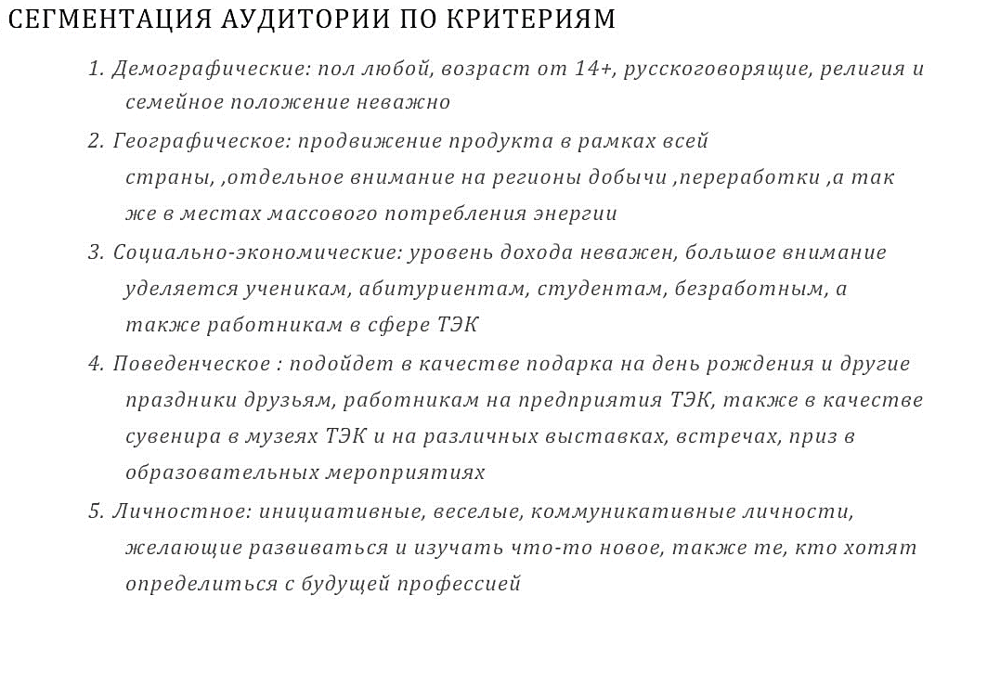 СЕГМЕНТАЦИЯ АУДИТОРИИ ПО КРИТЕРИЯМ
1. Демографические: пол любой, возраст от 14+, русскоговорящие, религия и
семейное положение неважно
2. Географическое: продвижение продукта в рамках всей
страны, ,отдельное внимание на регионы добычи ,переработки ,а так
же в местах массового потребления энергии
3. Социально-экономические: уровень дохода неважен, большое внимание
уделяется ученикам, абитуриентам, студентам, безработным, а
также работникам в сфере ТЭК
4. Поведенческое : подойдет в качестве подарка на день рождения и другие
праздники друзьям, работникам на предприятия ТЭК, также в качестве
сувенира в музеях ТЭК и на различных выставках, встречах, приз в
образовательных мероприятиях
5. Личностное: инициативные, веселые, коммуникативные личности,
желающие развиваться и изучать что-то новое, также те, кто хотят
определиться с будущей профессией